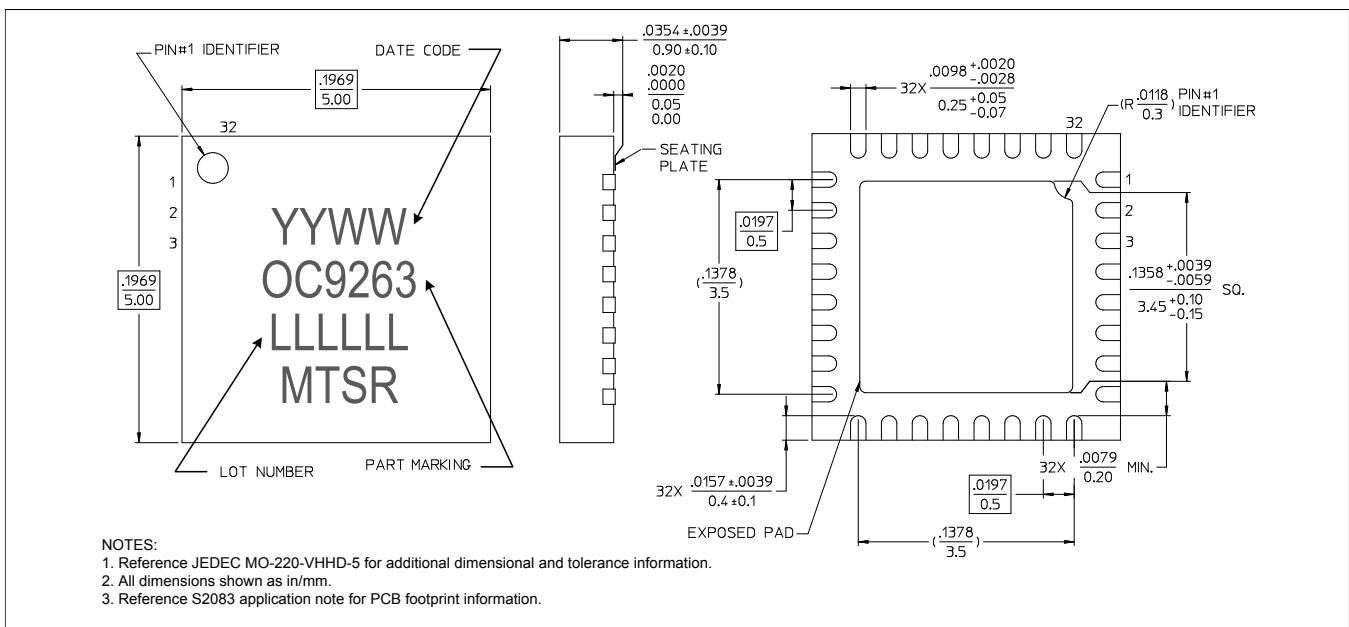 PIN#1 IDENTIFIER
DATE CODE
.1969
5.00
32
1
2
3
.1969
5.00
YYWW
OC9263
LLLLLL
MTSR
LOT NUMBER
PART MARKING
.0354 ±.0039
0.90 ±0.10
.0020
.0000
0.05
0.00
SEATING
PLATE
32X .0098 +.0020 -.0028
0.25 +0.05 -0.07
32
(R .0118 / 0.3)
PIN #1
IDENTIFIER
1
2
3
.0197
0.5
(.1378 / 3.5)
.1358 +.0039 -.0059
3.45 +0.10 -0.15
SQ.
32X .0157 ±.0039
0.4 ±0.1
32X .0079 MIN.
0.20
.0197
0.5
EXPOSED PAD
(.1378 / 3.5)
NOTES:
1. Reference JEDEC MO-220-VHHD-5 for additional dimensional and tolerance information.
2. All dimensions shown as in/mm.
3. Reference S2083 application note for PCB footprint information.